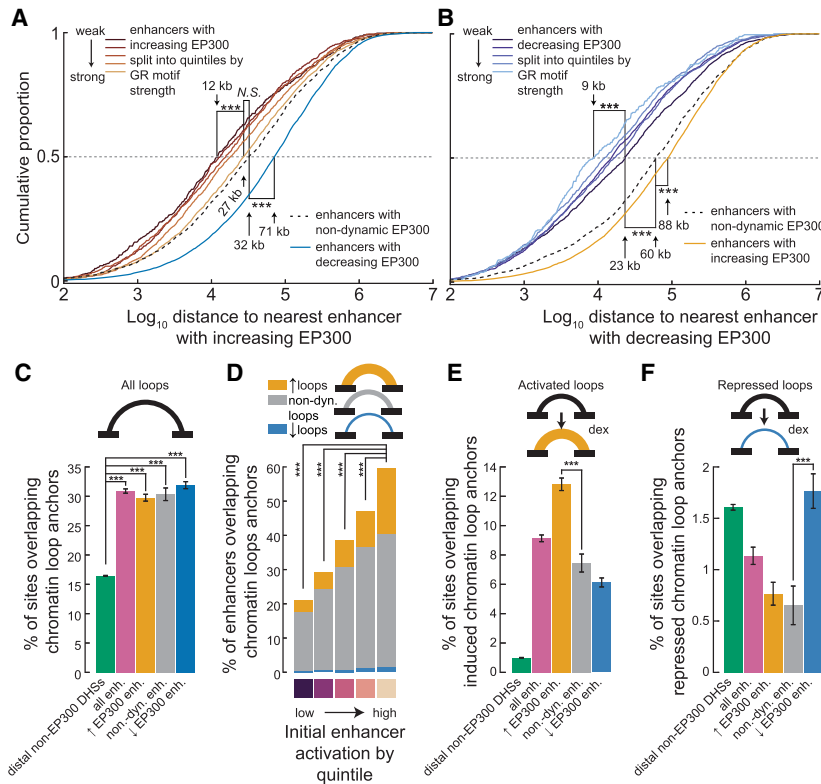 A
weak
strong
enhancers with
increasing EP300
split into quintiles by
GR motif
strength
12 kb
N.S.
***
27 kb
***
32 kb
71 kb
enhancers with
non-dynamic EP300
enhancers with
decreasing EP300
Cumulative proportion
1
0.5
0
2
3
4
5
6
7
Log10 distance to nearest enhancer
with increasing EP300
B
weak
strong
enhancers with
decreasing EP300
split into quintiles by
GR motif
strength
9 kb
***
***
88 kb
***
60 kb
23 kb
enhancers with
non-dynamic EP300
enhancers with
increasing EP300
2
3
4
5
6
7
Log10 distance to nearest enhancer
with decreasing EP300
C
All loops
***
***
***
***
% of sites overlapping
chromatin loop anchors
35
30
25
20
15
10
5
0
distal non-EP300 DHSs
all enh.
↑ EP300 enh.
non.-dyn. enh.
↓ EP300 enh.
D
↑loops
non-dyn.
loops
↓loops
***
***
***
***
% of enhancers overlapping
chromatin loops anchors
60
50
40
30
20
10
0
low
high
Initial enhancer
activation by
quintile
E
Activated loops
dex
***
% of sites overlapping
induced chromatin loop anchors
14
12
10
8
6
4
2
0
distal non-EP300 DHSs
all enh.
↑ EP300 enh.
non.-dyn. enh.
↓ EP300 enh.
F
Repressed loops
dex
***
% of sites overlapping
repressed chromatin loop anchors
2
1.5
1
0.5
0
distal non-EP300 DHSs
all enh.
↑ EP300 enh.
non.-dyn. enh.
↓ EP300 enh.